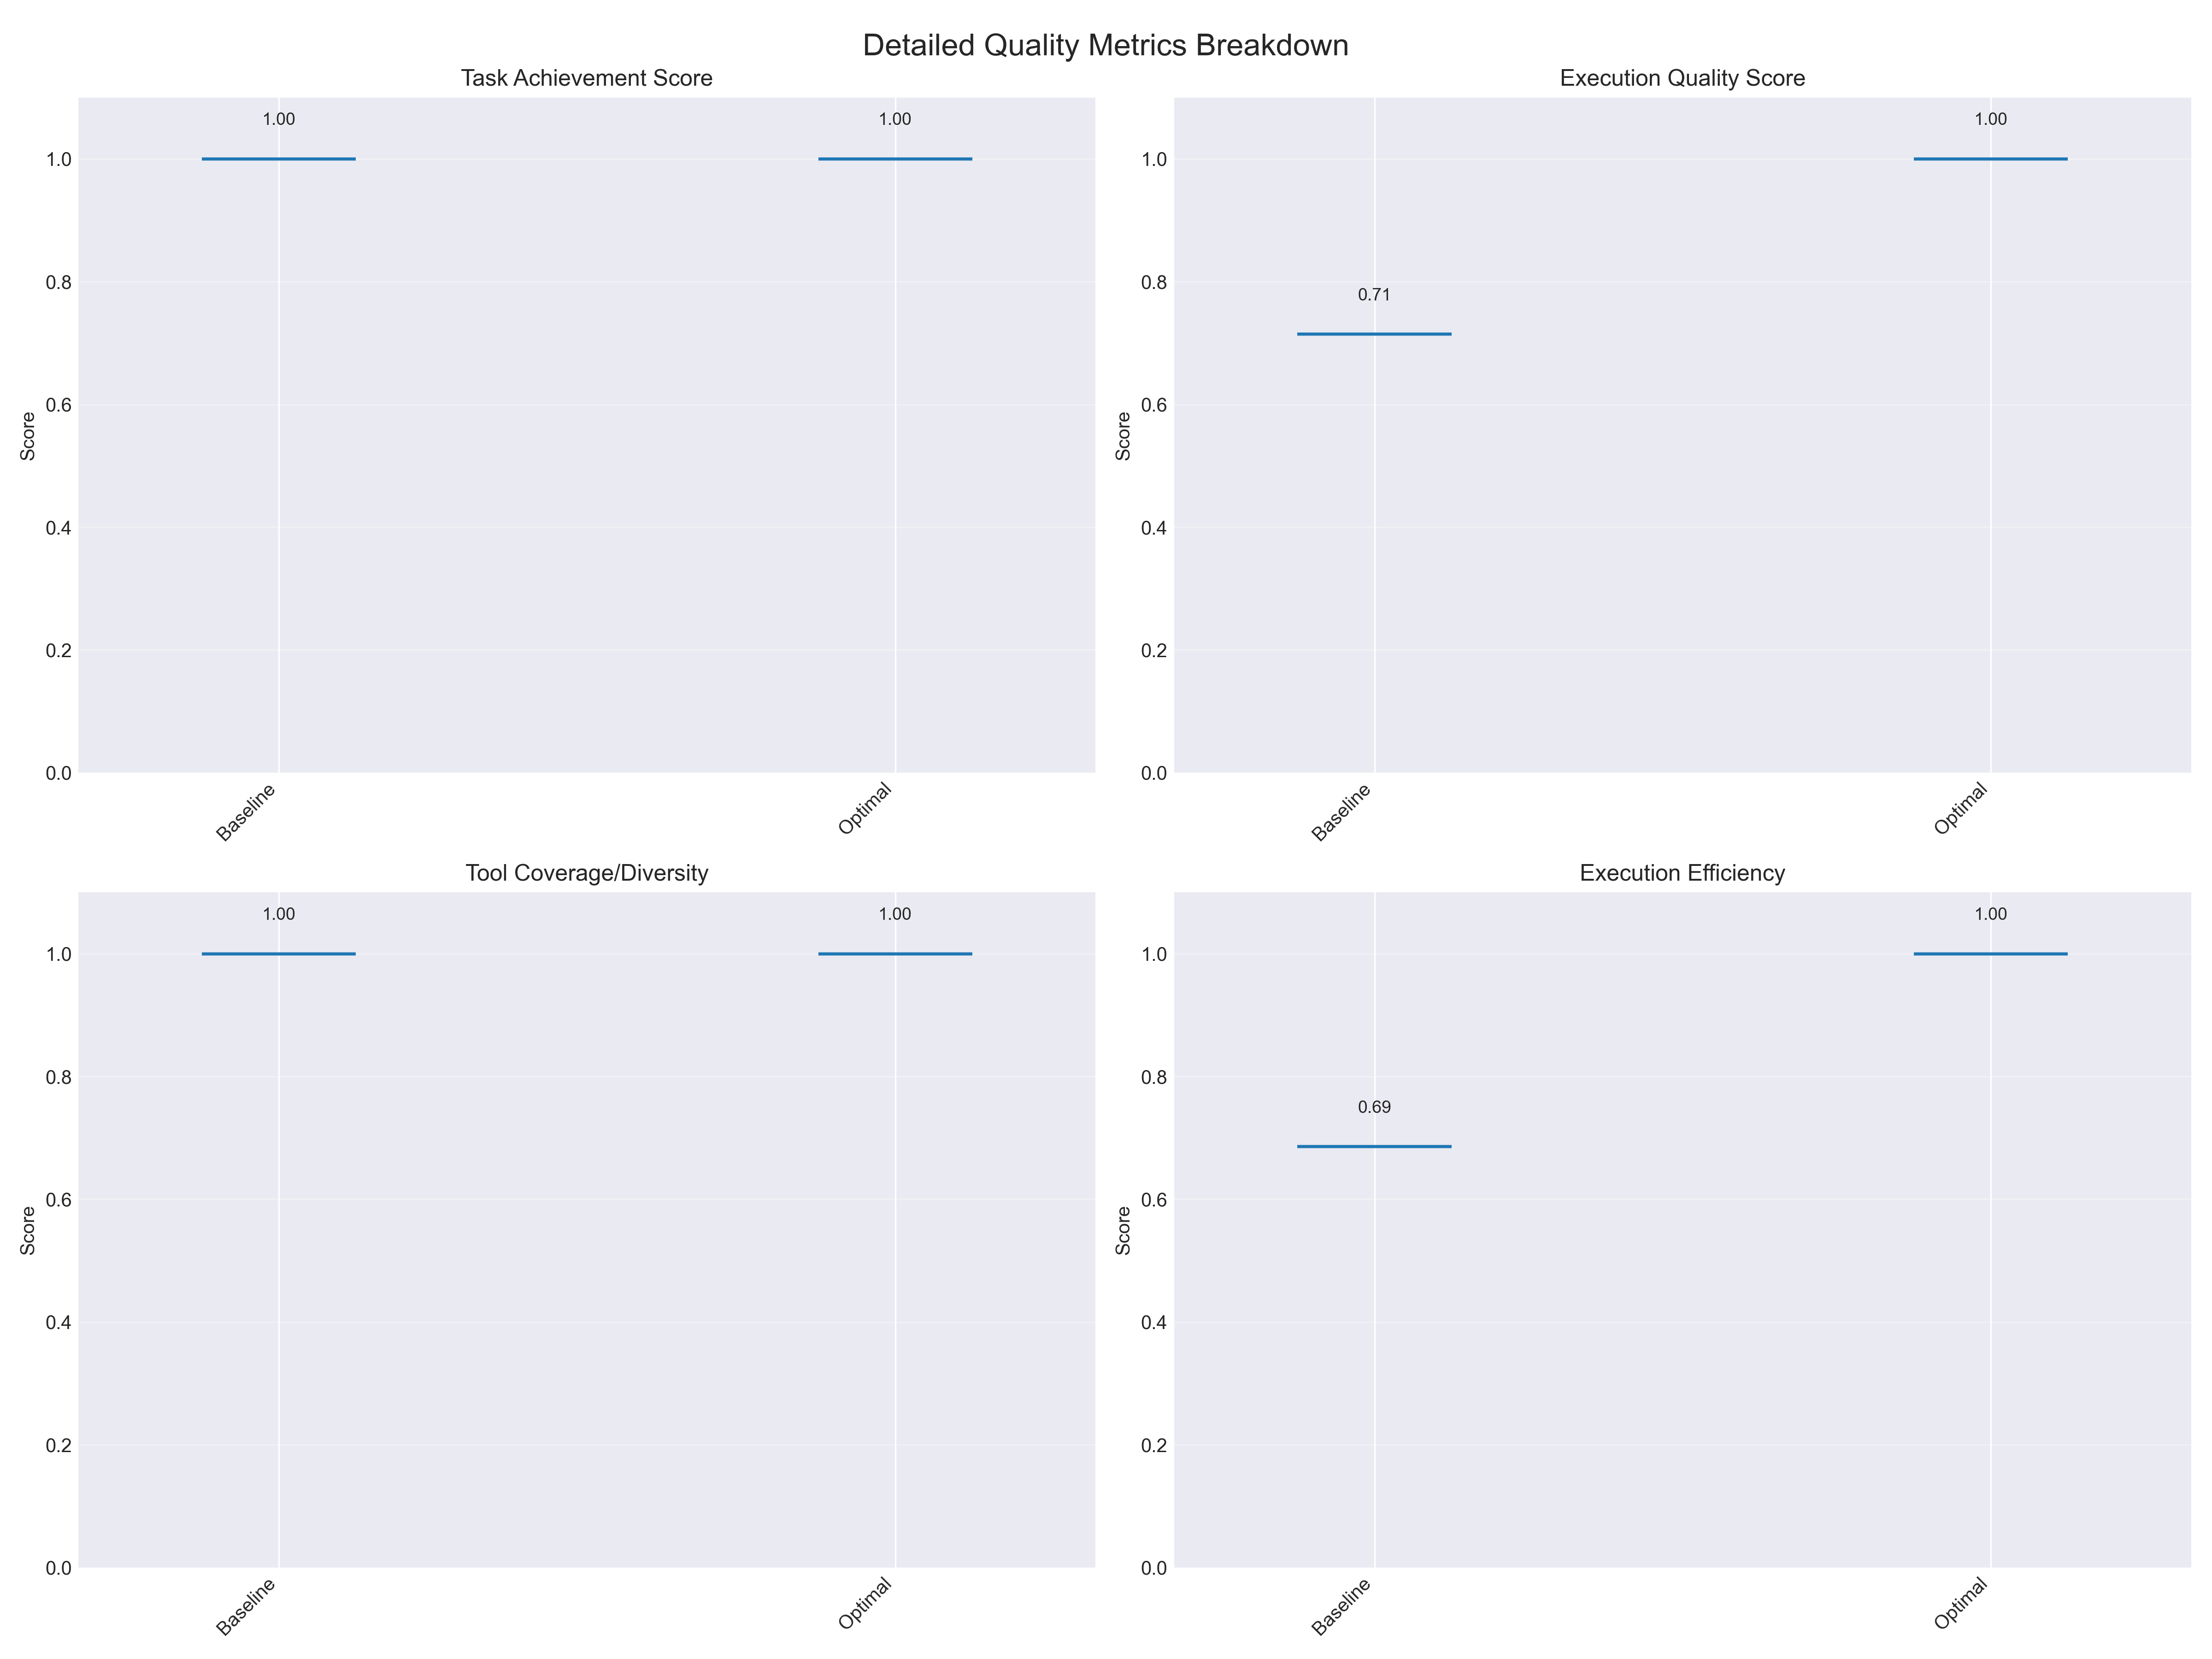 Detailed Quality Metrics Breakdown
Task Achievement Score
1.00
1.00
1.0
0.8
0.6
0.4
0.2
0.0
Score
Baseline
Optimal
Execution Quality Score
1.00
0.71
1.0
0.8
0.6
0.4
0.2
0.0
Score
Baseline
Optimal
Tool Coverage/Diversity
1.00
1.00
1.0
0.8
0.6
0.4
0.2
0.0
Score
Baseline
Optimal
Execution Efficiency
1.00
0.69
1.0
0.8
0.6
0.4
0.2
0.0
Score
Baseline
Optimal